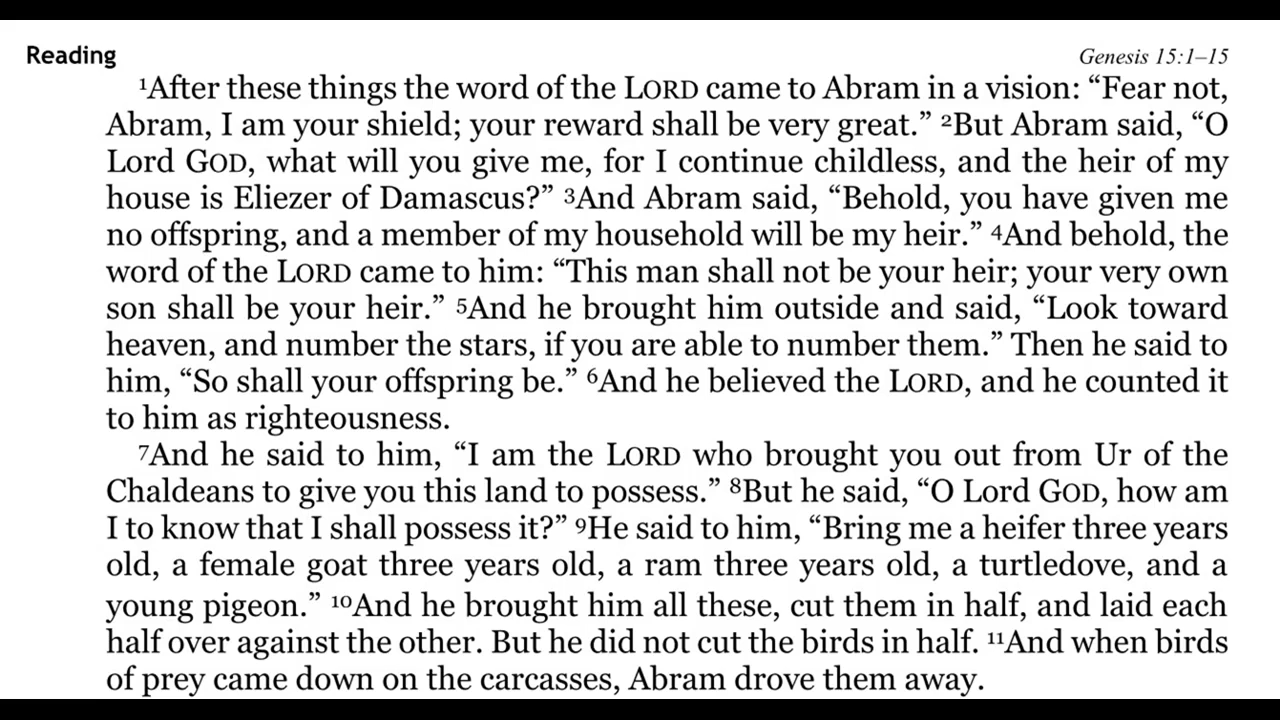 Reading
Genesis 15:1–15
¹After these things the word of the LORD came to Abram in a vision: “Fear not,
Abram, I am your shield; your reward shall be very great.” ²But Abram said, “O
Lord GOD, what will you give me, for I continue childless, and the heir of my
house is Eliezer of Damascus?” ³And Abram said, “Behold, you have given me
no offspring, and a member of my household will be my heir.” ⁴And behold, the
word of the LORD came to him: “This man shall not be your heir; your very own
son shall be your heir.” ⁵And he brought him outside and said, “Look toward
heaven, and number the stars, if you are able to number them.” Then he said to
him, “So shall your offspring be.” ⁶And he believed the LORD, and he counted it
to him as righteousness.
⁷And he said to him, “I am the LORD who brought you out from Ur of the
Chaldeans to give you this land to possess.” ⁸But he said, “O Lord GOD, how am
I to know that I shall possess it?” ⁹He said to him, “Bring me a heifer three years
old, a female goat three years old, a ram three years old, a turtledove, and a
young pigeon.” ¹⁰And he brought him all these, cut them in half, and laid each
half over against the other. But he did not cut the birds in half. ¹¹And when birds
of prey came down on the carcasses, Abram drove them away.